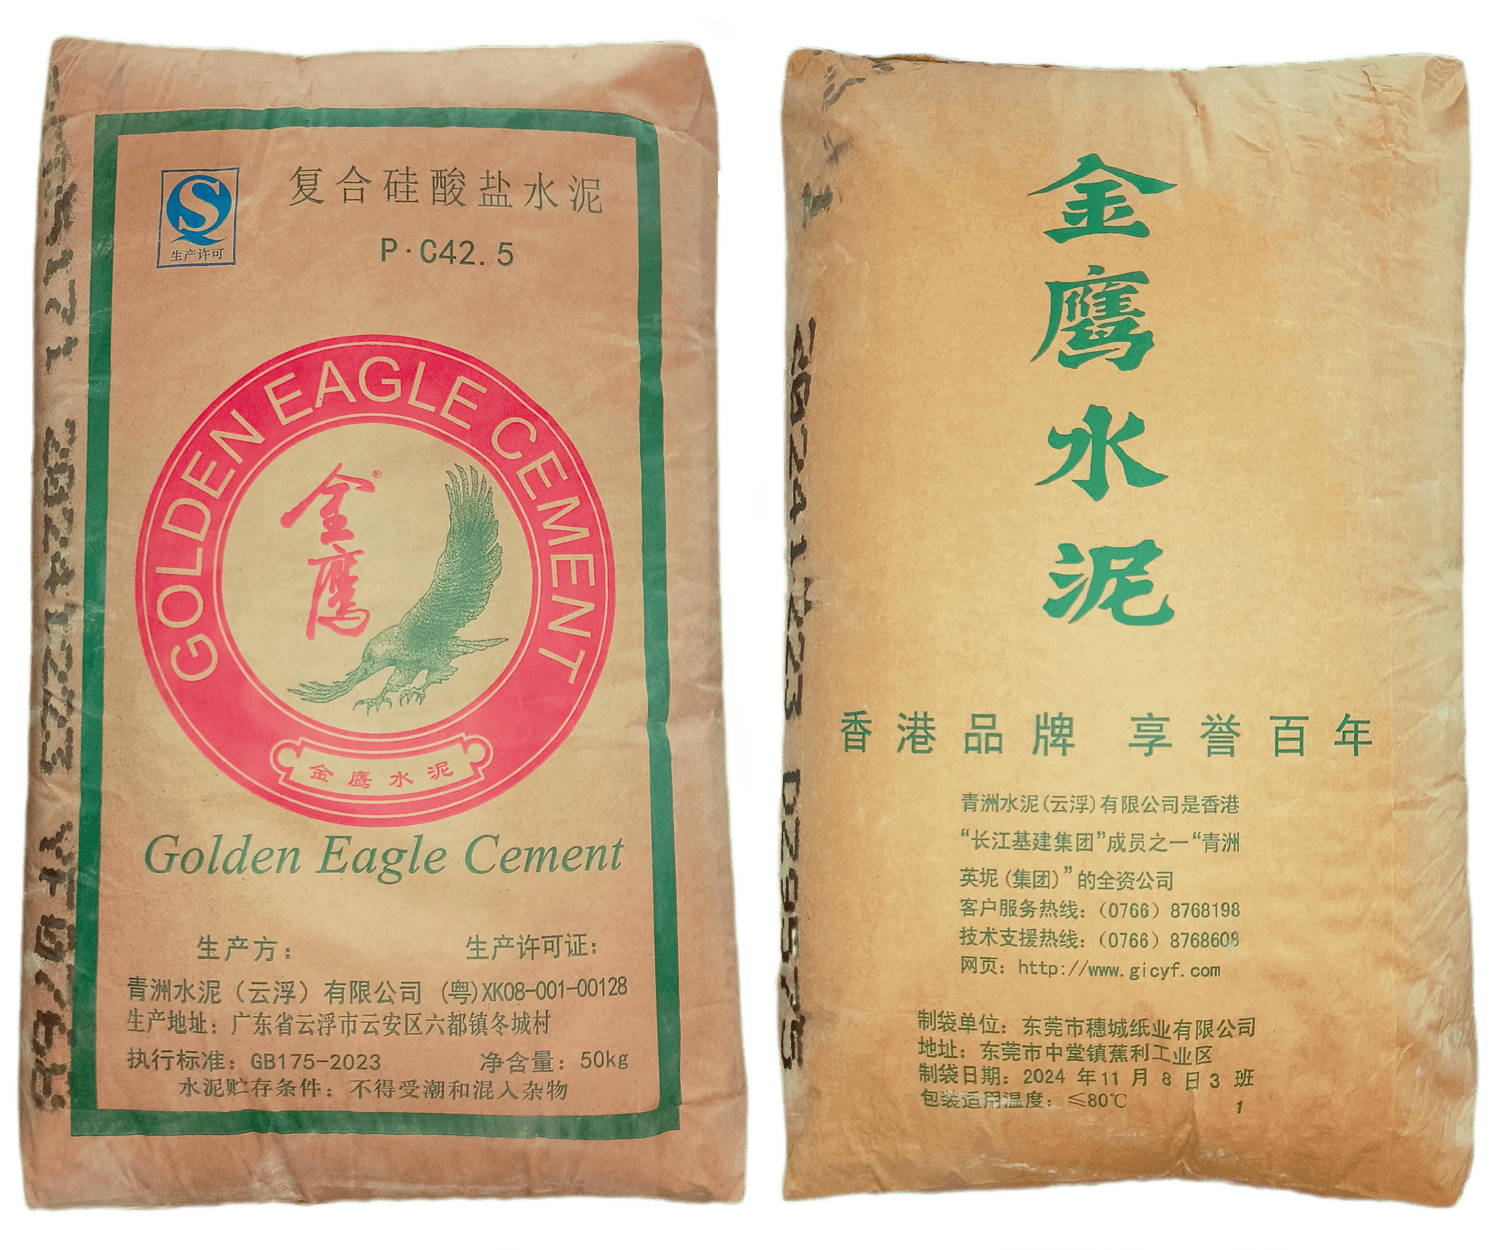 生产许可
复合硅酸盐水泥
P·C42.5
GOLDEN EAGLE CEMENT
金鹰®
金鹰水泥
Golden Eagle Cement
生产方： 生产许可证：
青洲水泥（云浮）有限公司 (粤)XK08-001-00128
生产地址：广东省云浮市云安区六都镇冬城村
执行标准：GB175-2023 净含量：50kg
水泥贮存条件：不得受潮和混入杂物
金鹰水泥
香港品牌 享誉百年
青洲水泥(云浮)有限公司是香港
“长江基建集团”成员之一“青洲
英坭(集团)”的全资公司
客户服务热线：（0766）8768198
技术支援热线：（0766）8768608
网页：http://www.gicyf.com
制袋单位：东莞市穗城纸业有限公司
地址：东莞市中堂镇蕉利工业区
制袋日期：2024 年11 月 8 日 3 班
包装适用温度：≤80℃
1
20241223